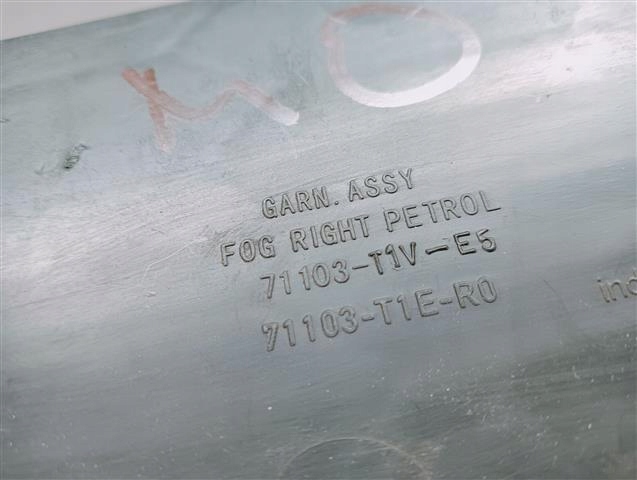 GARN. ASSY
FOG RIGHT PETROL
71103-T1V-E5
71103-T1E-R0